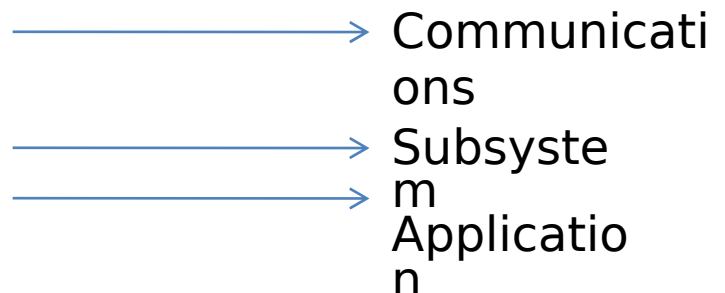 Communicati
ons
Subsyste
m
Applicatio
n